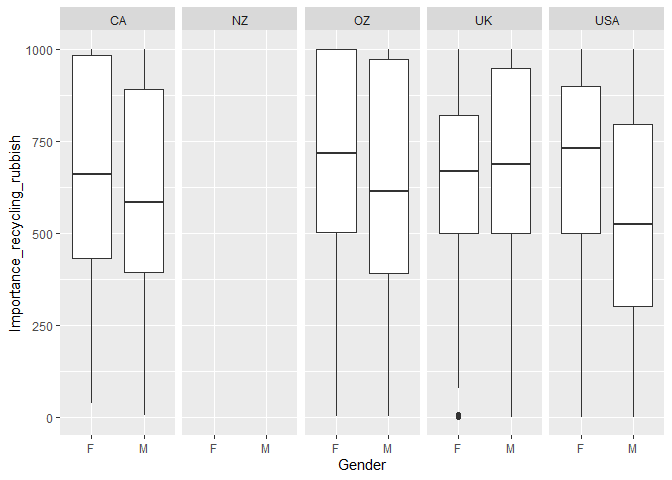 CA NZ OZ UK USA
1000
750
500
250
0
Importance_recycling_rubbish
F M F M F M F M F M
Gender